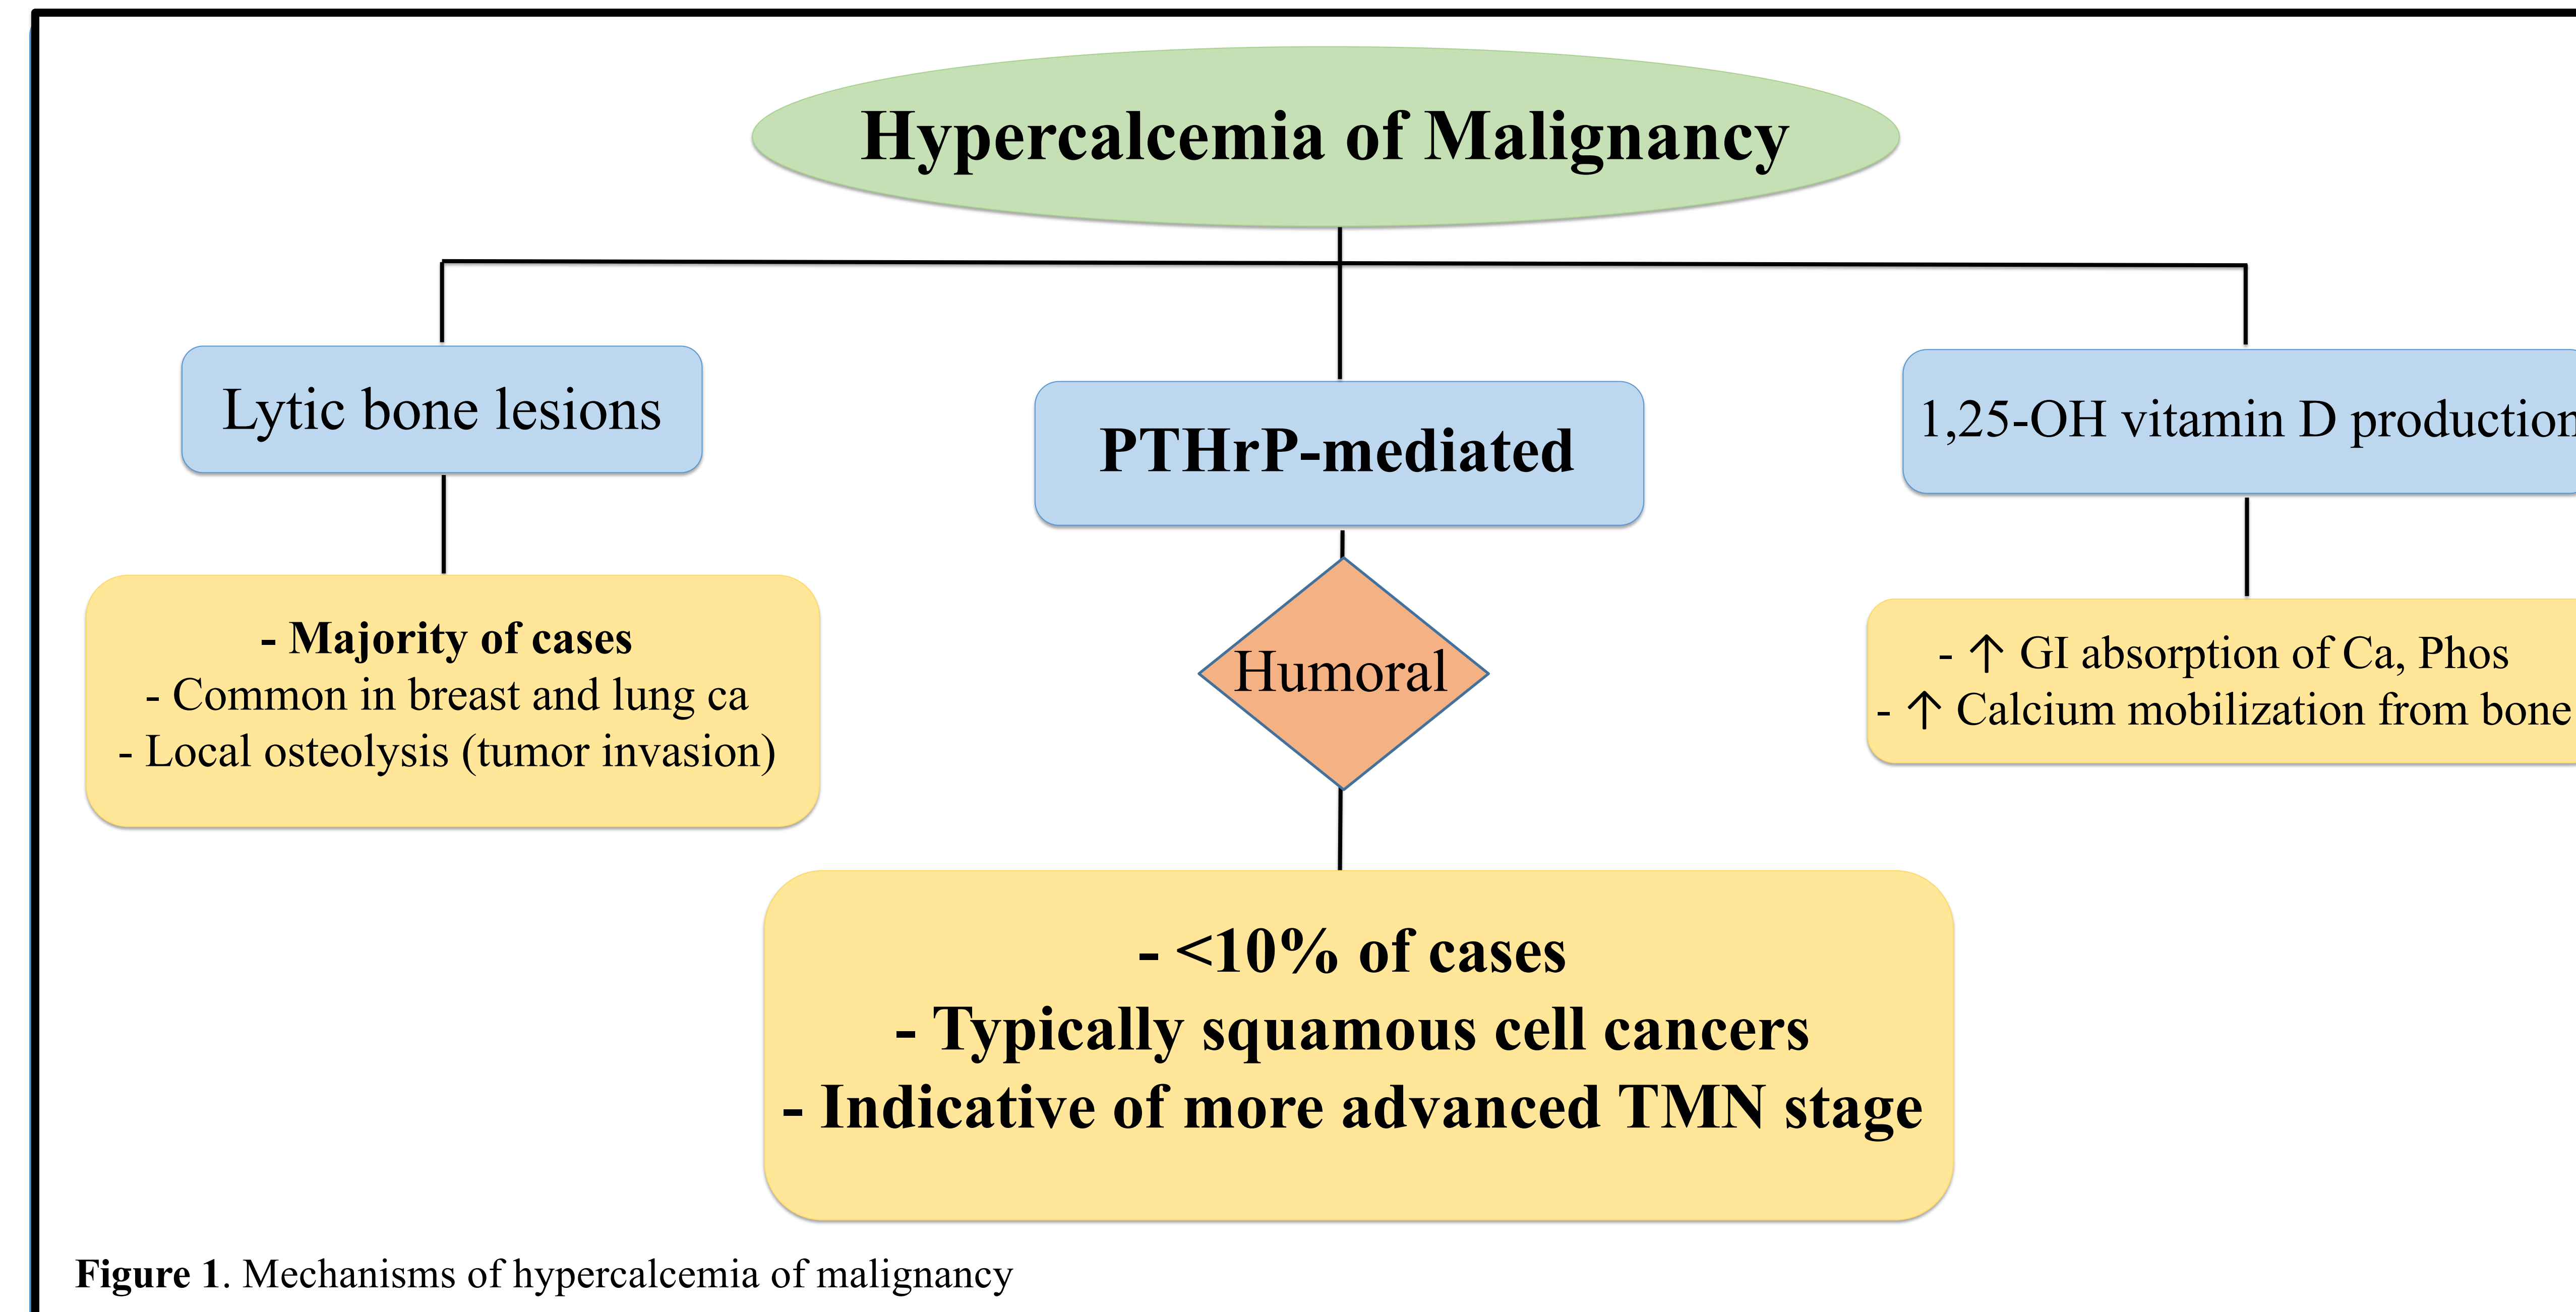 Hypercalcemia of Malignancy
Lytic bone lesions
- Majority of cases
- Common in breast and lung ca
- Local osteolysis (tumor invasion)
PTHrP-mediated
Humoral
- <10% of cases
- Typically squamous cell cancers
- Indicative of more advanced TMN stage
1,25-OH vitamin D production
- ↑ GI absorption of Ca, Phos
- ↑ Calcium mobilization from bone
Figure 1. Mechanisms of hypercalcemia of malignancy